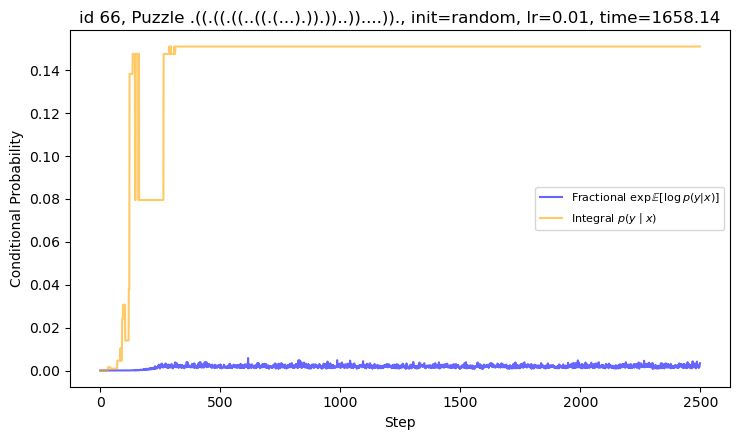 id 66, Puzzle .((.((.((..((.(...).)).))..))....))., init=random, lr=0.01, time=1658.14
Conditional Probability
0.14
0.12
0.10
0.08
0.06
0.04
0.02
0.00
Fractional exp𝔼[log p(y|x)]
Integral p(y | x)
0
500
1000
1500
2000
2500
Step